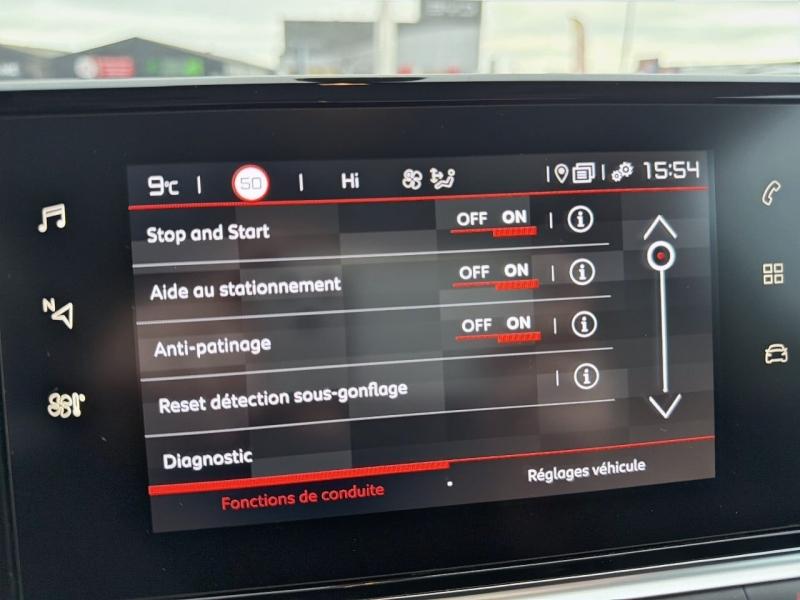 9°C | 50 | Hi | | 15:54
Stop and Start OFF ON | i
Aide au stationnement OFF ON | i
Anti-patinage OFF ON | i
Reset détection sous-gonflage | i
Diagnostic
Fonctions de conduite
Réglages véhicule
N